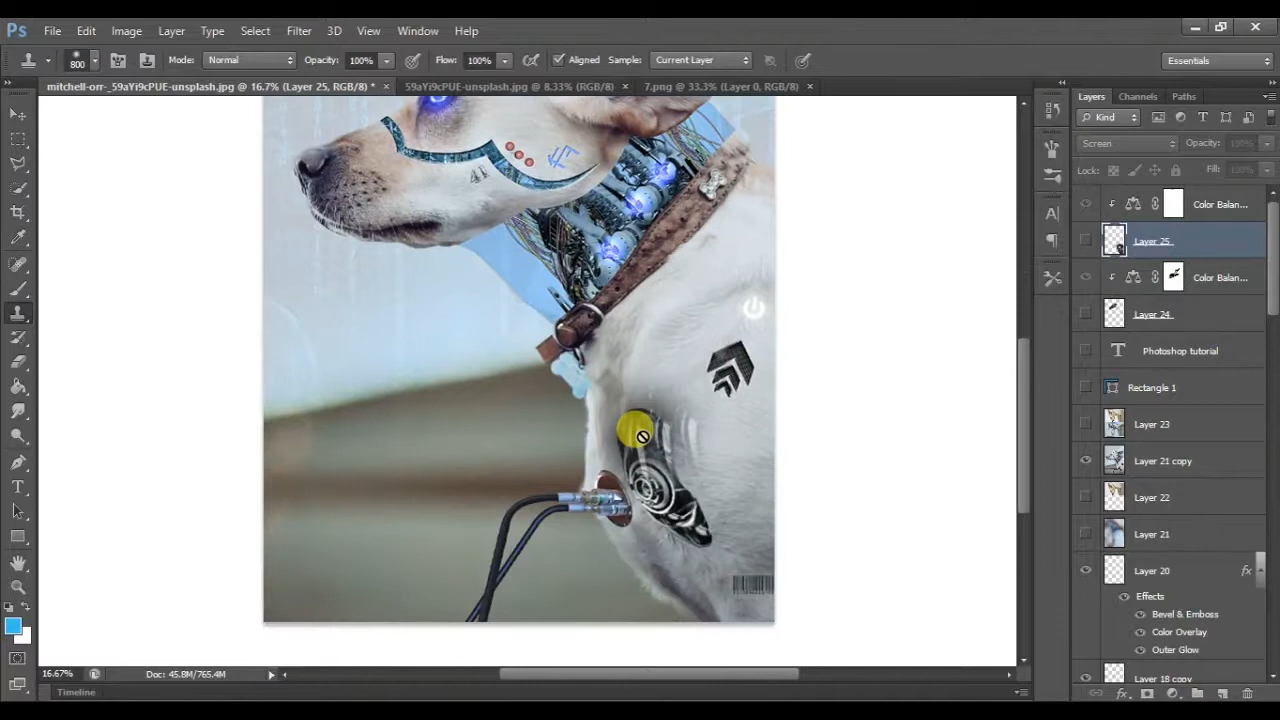 Ps File Edit Image Layer Type Select Filter 3D View Window Help
800 Mode: Normal Opacity: 100% Flow: 100% Aligned Sample: Current Layer Essentials
mitchell-orr-_59aYi9cPUE-unsplash.jpg @ 16.7% (Layer 25, RGB/8) * × 59aYi9cPUE-unsplash.jpg @ 8.33% (RGB/8) × 7.png @ 33.3% (Layer 0, RGB/8) ×
Layers Channels Paths
Kind
Screen Opacity: 100%
Lock: Fill: 100%
Color Balan...
Layer 25
Color Balan...
Layer 24
Photoshop tutorial
Rectangle 1
Layer 23
Layer 21 copy
Layer 22
Layer 21
Layer 20 fx
Effects
Bevel & Emboss
Color Overlay
Outer Glow
Layer 18 copy
41
16.67% Doc: 45.8M/765.4M
Timeline